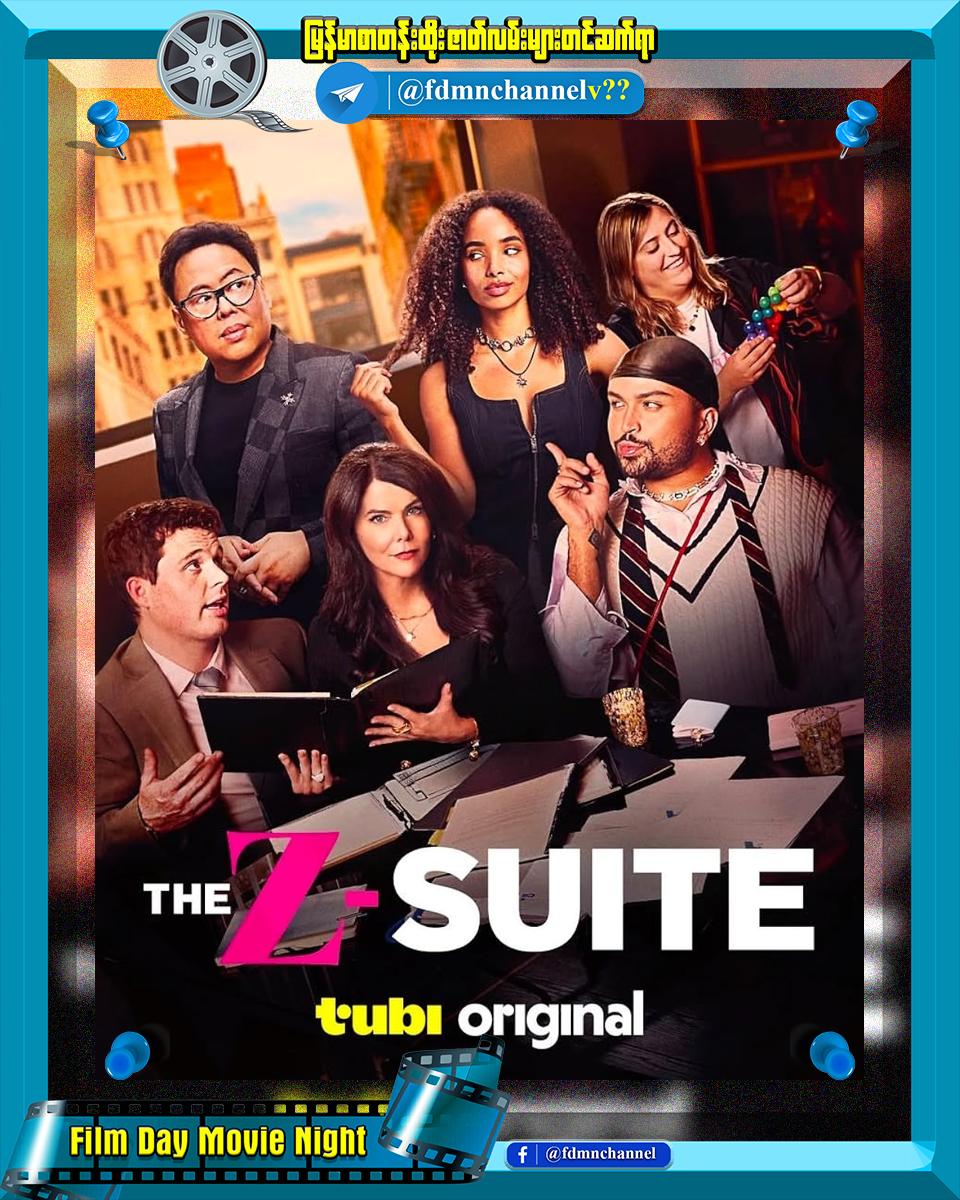 မြန်မာစာတန်းထိုးဇာတ်လမ်းများတင်ဆက်ရာ
@fdmnchannelv??
THE Z-SUITE
tubi original
Film Day Movie Night
@fdmnchannel